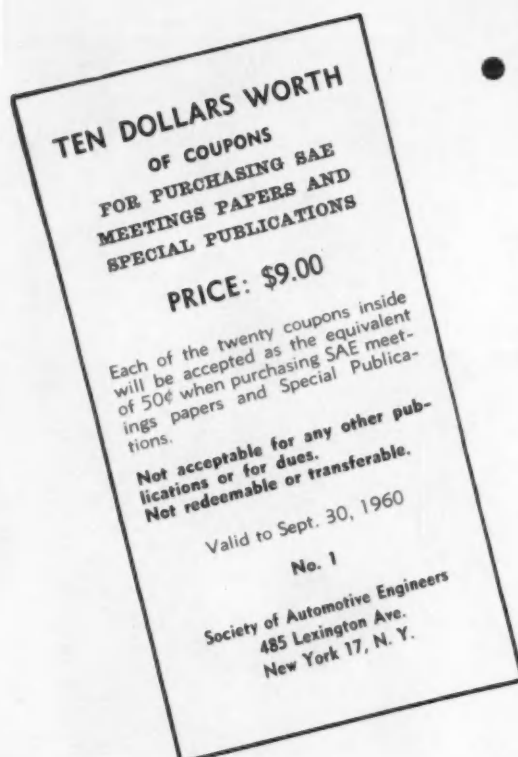 TEN DOLLARS WORTH
OF COUPONS
FOR PURCHASING SAE
MEETINGS PAPERS AND
SPECIAL PUBLICATIONS
PRICE: $9.00
Each of the twenty coupons inside
will be accepted as the equivalent
of 50¢ when purchasing SAE meet-
ings papers and Special Publica-
tions.
Not acceptable for any other pub-
lications or for dues.
Not redeemable or transferable.
Valid to Sept. 30, 1960
No. 1
Society of Automotive Engineers
485 Lexington Ave.
New York 17, N. Y.